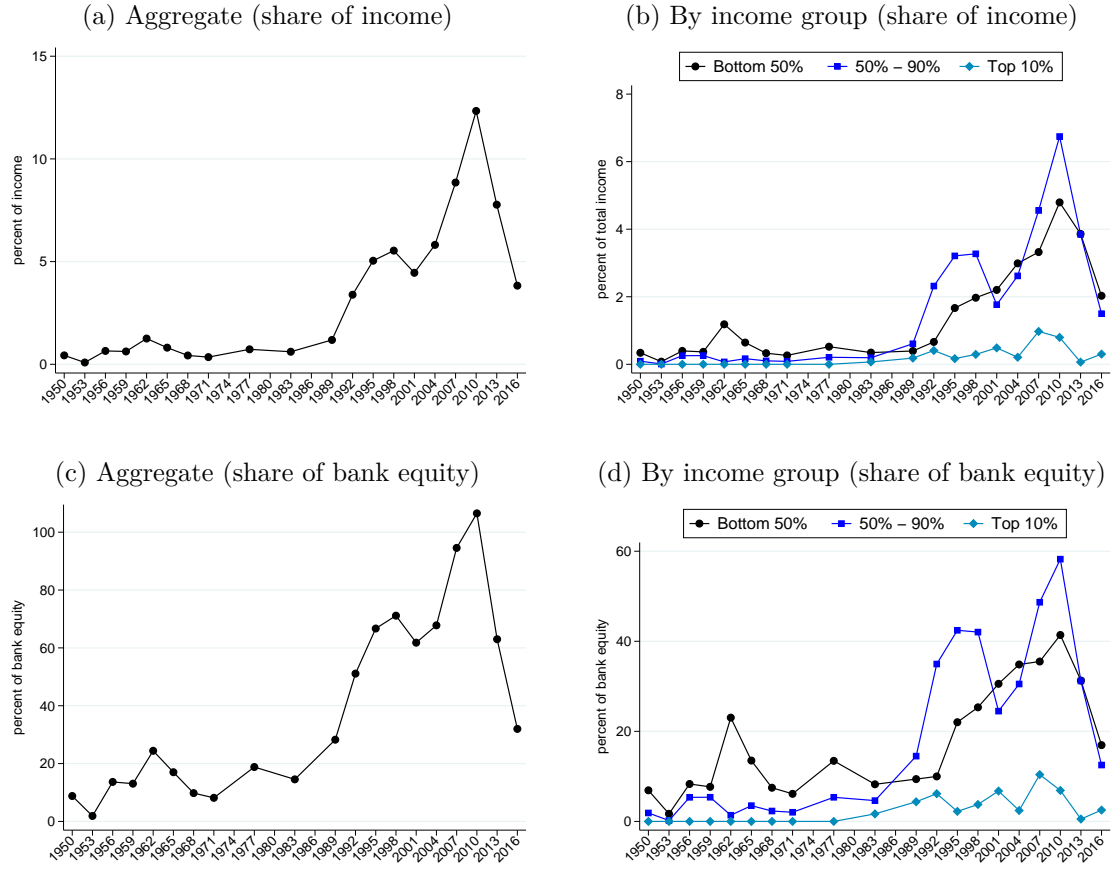 (a) Aggregate (share of income)
percent of income
15
10
5
0
1950 1953 1956 1959 1962 1965 1968 1971 1974 1977 1980 1983 1986 1989 1992 1995 1998 2001 2004 2007 2010 2013 2016
(b) By income group (share of income)
Bottom 50% 50% − 90% Top 10%
percent of total income
8
6
4
2
0
1950 1953 1956 1959 1962 1965 1968 1971 1974 1977 1980 1983 1986 1989 1992 1995 1998 2001 2004 2007 2010 2013 2016
(c) Aggregate (share of bank equity)
percent of bank equity
100
80
60
40
20
0
1950 1953 1956 1959 1962 1965 1968 1971 1974 1977 1980 1983 1986 1989 1992 1995 1998 2001 2004 2007 2010 2013 2016
(d) By income group (share of bank equity)
Bottom 50% 50% − 90% Top 10%
percent of bank equity
60
40
20
0
1950 1953 1956 1959 1962 1965 1968 1971 1974 1977 1980 1983 1986 1989 1992 1995 1998 2001 2004 2007 2010 2013 2016